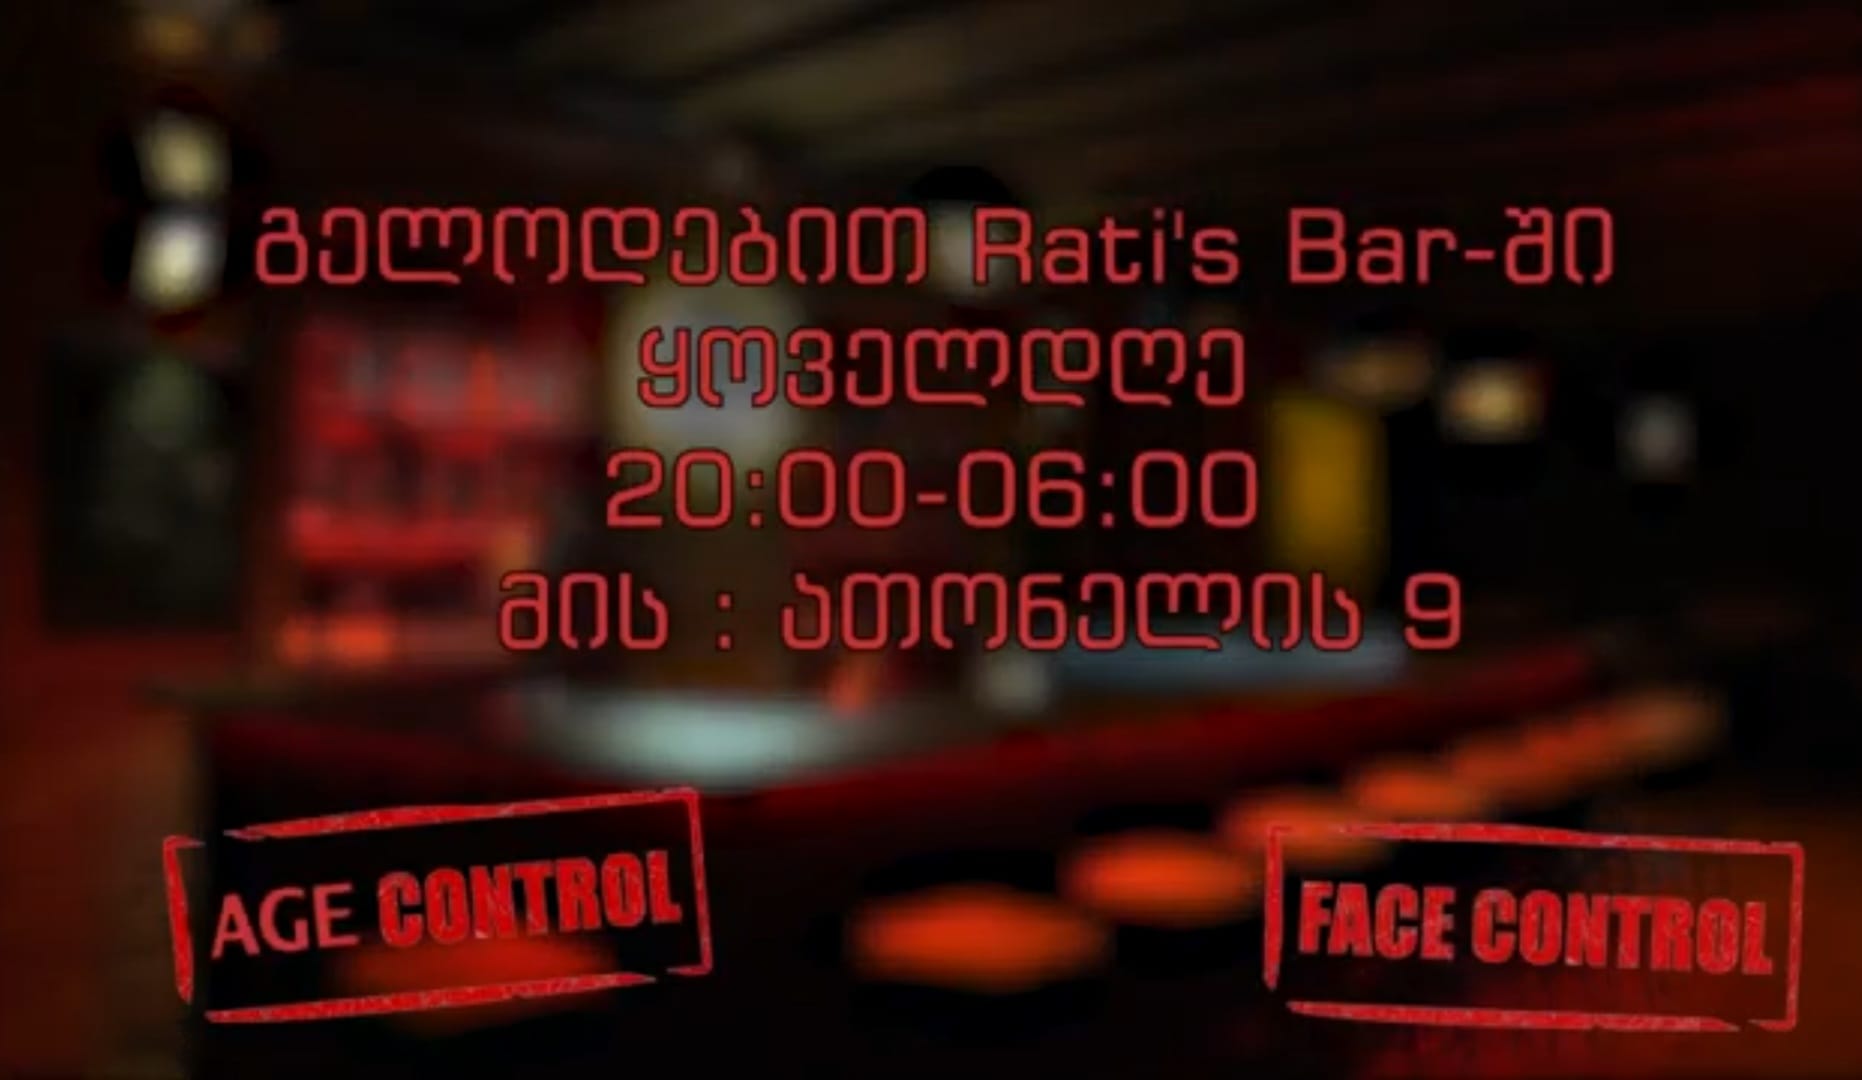 გელოდებით Rati's Bar-ში
ყოველდღე
20:00-06:00
მის : ათონელის 9
AGE CONTROL
FACE CONTROL